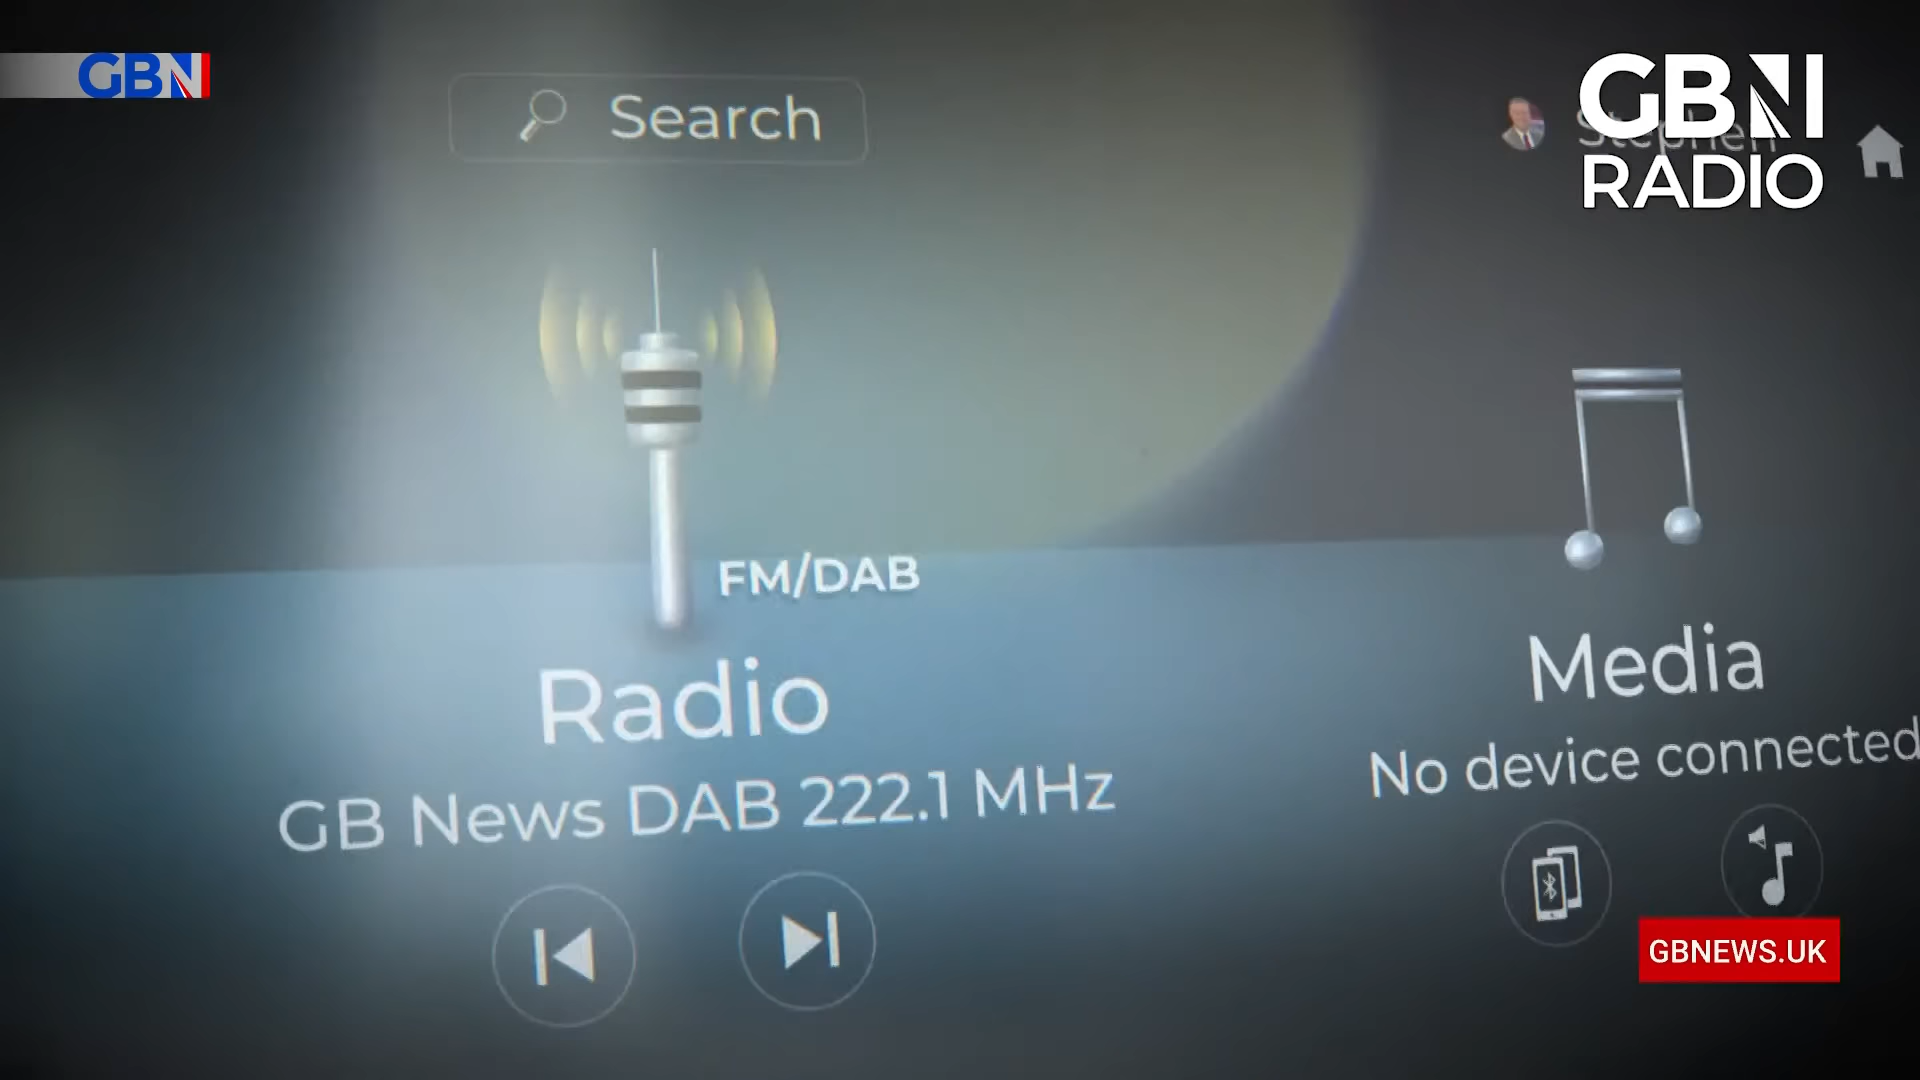 GBN
Search
Stephen
GBN
RADIO
FM/DAB
Radio
GB News DAB 222.1 MHz
Media
No device connected
GBNEWS.UK